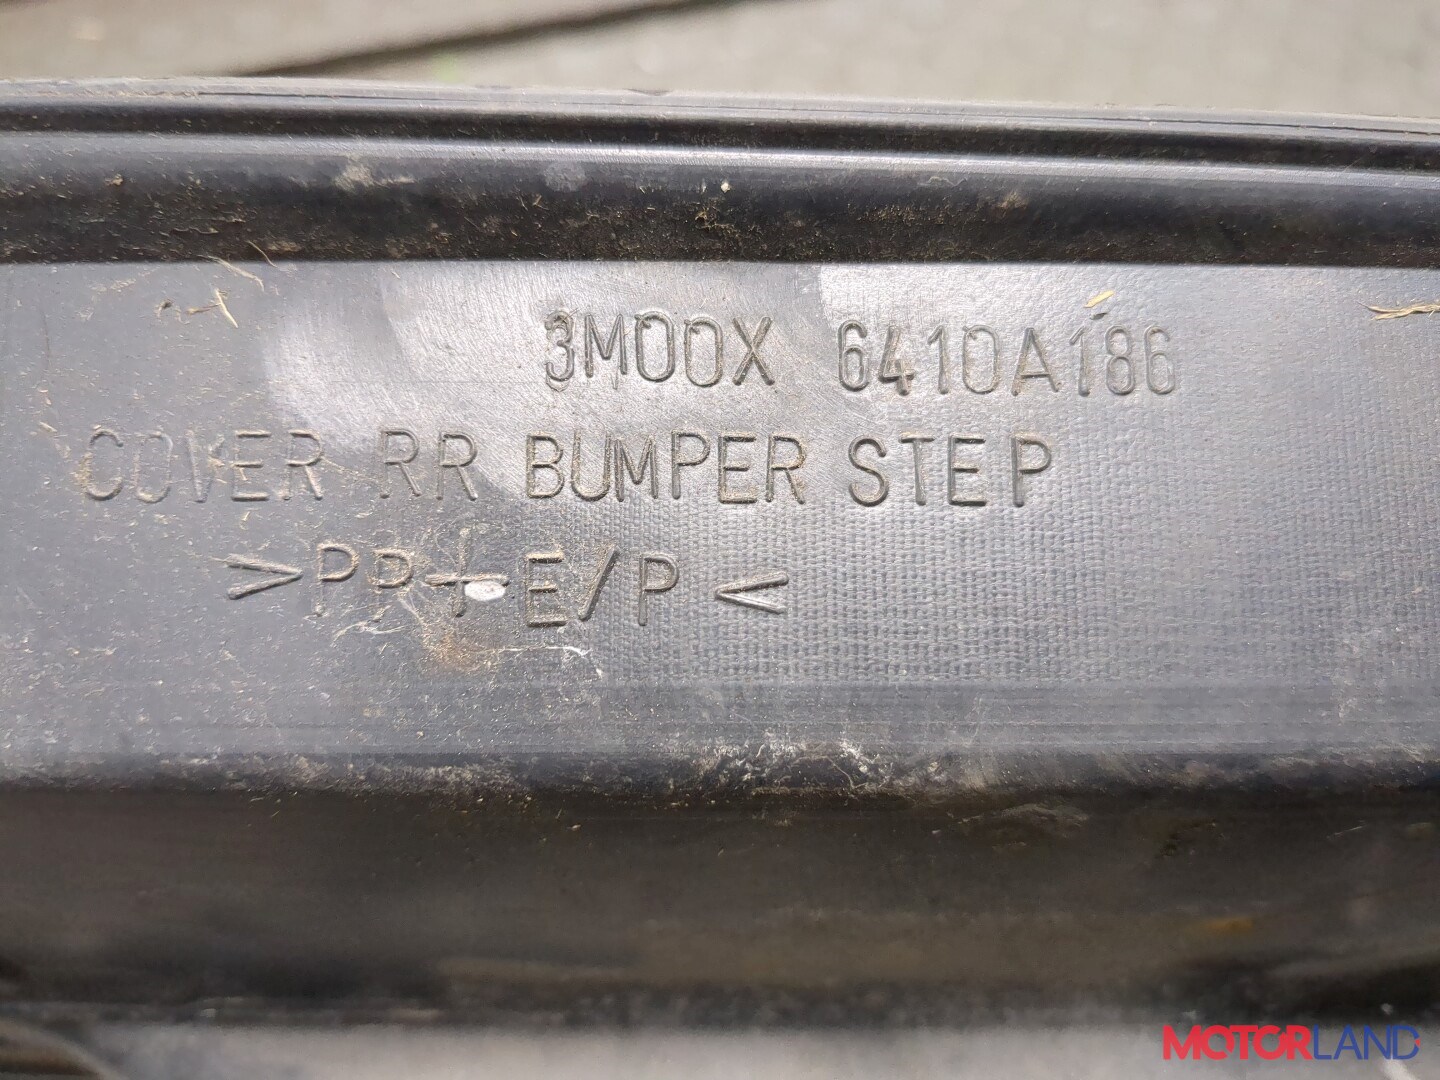 3M00X 6410A186
COVER RR BUMPER STEP
>PP+E/P<
MOTORLAND